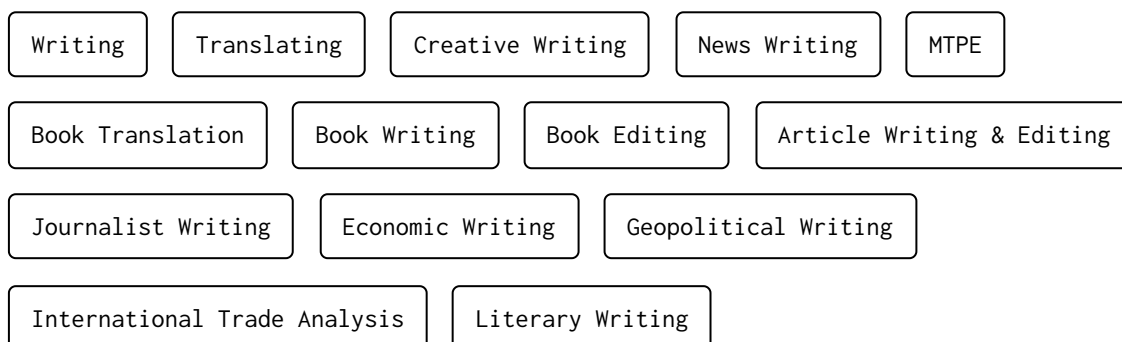 Writing Translating Creative Writing News Writing MTPE
Book Translation Book Writing Book Editing Article Writing & Editing
Journalist Writing Economic Writing Geopolitical Writing
International Trade Analysis Literary Writing